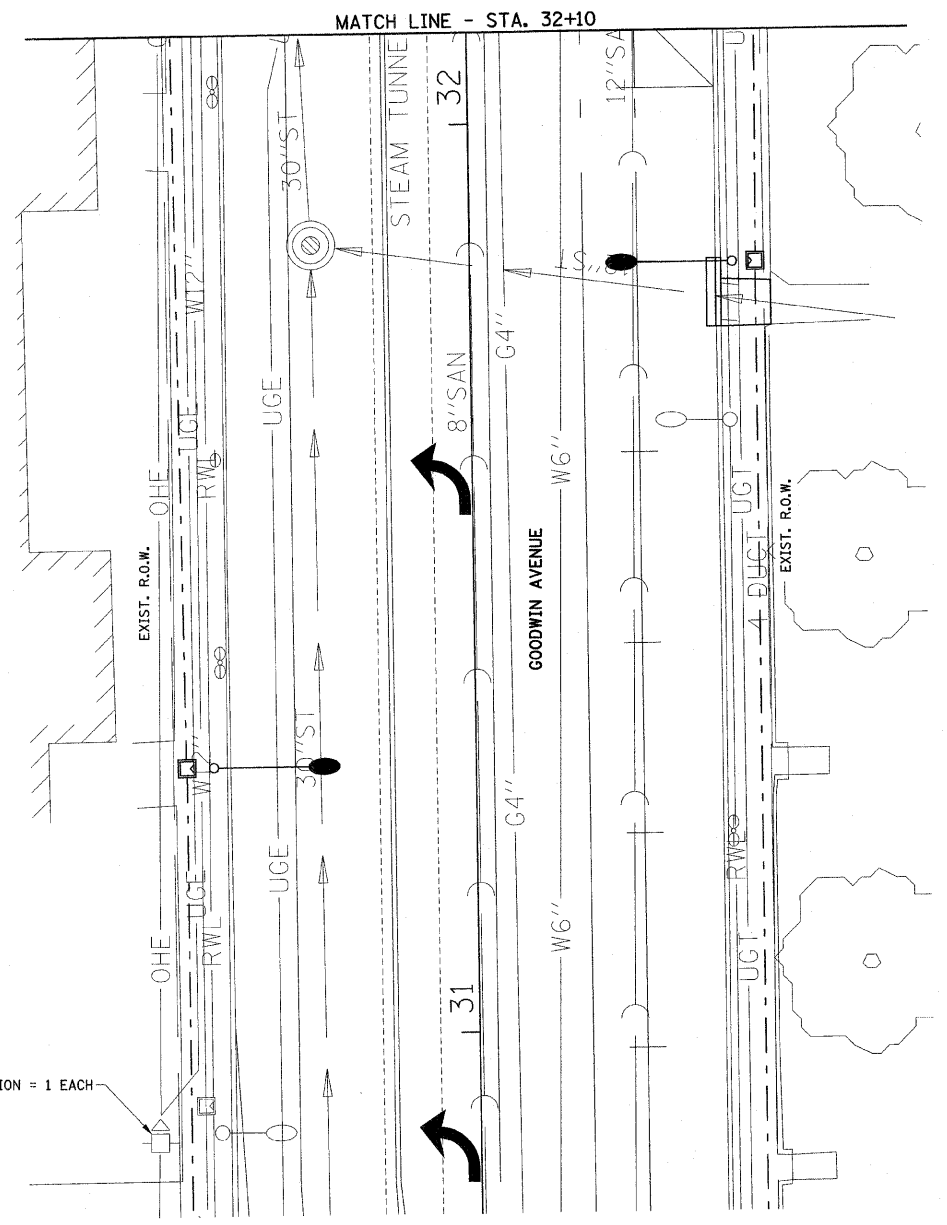 MATCH LINE - STA. 32+10
32
12"SA
STEAM TUNNE
30"ST
W12"
G4"
8"SAN
UGE
UGE
OHE
RWL
W6"
UGT
4 DUCT
EXIST. R.O.W.
EXIST. R.O.W.
GOODWIN AVENUE
30"ST
G4"
UGE
UGE
RWL
OHE
W6"
RWL
UGT
31
ION = 1 EACH